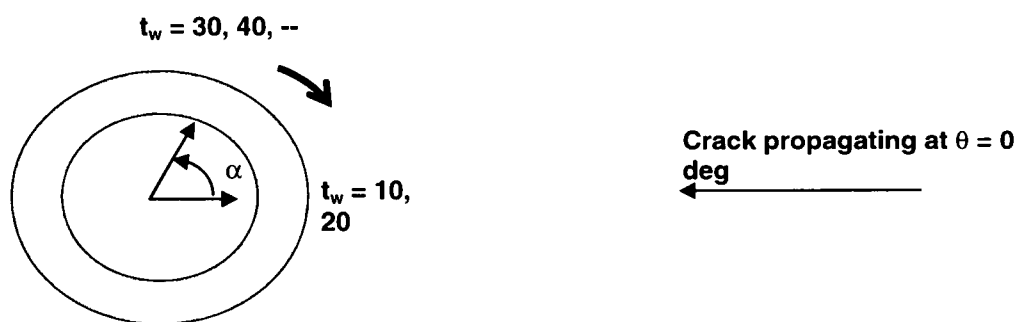 t_w = 30, 40, --
α
t_w = 10,
20
Crack propagating at θ = 0
deg